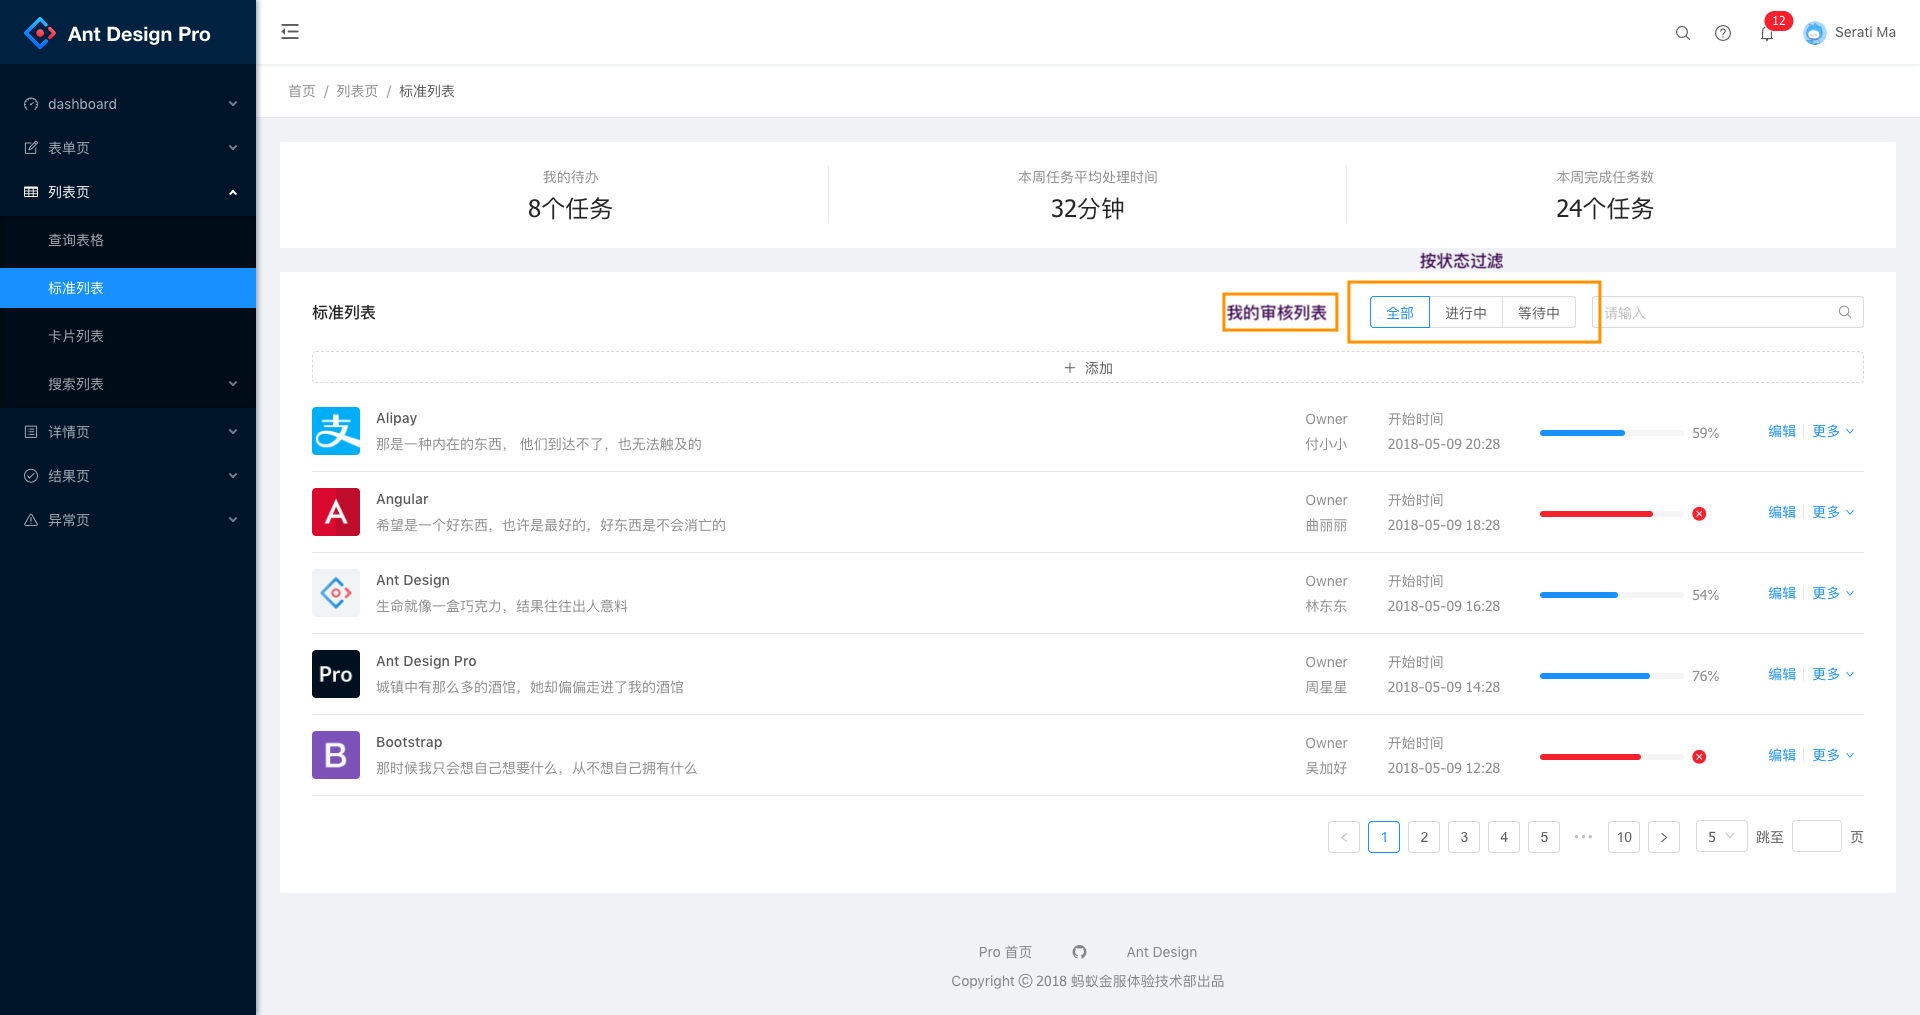 Ant Design Pro
12
Serati Ma
dashboard
表单页
列表页
查询表格
标准列表
卡片列表
搜索列表
详情页
结果页
异常页
首页 / 列表页 / 标准列表
我的待办
8个任务
本周任务平均处理时间
32分钟
本周完成任务数
24个任务
按状态过滤
标准列表
我的审核列表
全部 进行中 等待中
请输入
+ 添加
Alipay
那是一种内在的东西， 他们到达不了，也无法触及的
Owner
付小小
开始时间
2018-05-09 20:28
59%
编辑 更多
Angular
希望是一个好东西，也许是最好的，好东西是不会消亡的
Owner
曲丽丽
开始时间
2018-05-09 18:28
编辑 更多
Ant Design
生命就像一盒巧克力，结果往往出人意料
Owner
林东东
开始时间
2018-05-09 16:28
54%
编辑 更多
Pro
Ant Design Pro
城镇中有那么多的酒馆，她却偏偏走进了我的酒馆
Owner
周星星
开始时间
2018-05-09 14:28
76%
编辑 更多
B
Bootstrap
那时候我只会想自己想要什么，从不想自己拥有什么
Owner
吴加好
开始时间
2018-05-09 12:28
编辑 更多
< 1 2 3 4 5 ••• 10 > 5 跳至 页
Pro 首页 Ant Design
Copyright © 2018 蚂蚁金服体验技术部出品